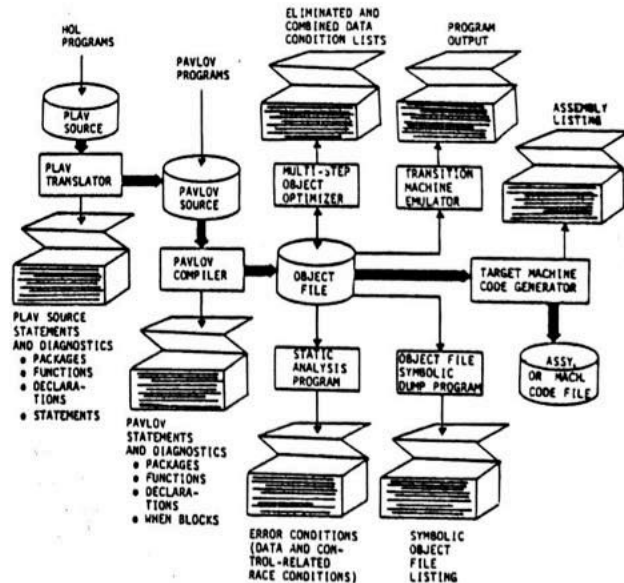 HOL
PROGRAMS
PLAV
SOURCE
PLAV
TRANSLATOR
PLAV SOURCE
STATEMENTS
AND DIAGNOSTICS
• PACKAGES
• FUNCTIONS
• DECLARA-
TIONS
• STATEMENTS
PAVLOV
PROGRAMS
PAVLOV
SOURCE
PAVLOV
COMPILER
PAVLOV
STATEMENTS
AND DIAGNOSTICS
• PACKAGES
• FUNCTIONS
• DECLARA-
TIONS
• WHEN BLOCKS
ELIMINATED AND
COMBINED DATA
CONDITION LISTS
MULTI-STEP
OBJECT
OPTIMIZER
OBJECT
FILE
STATIC
ANALYSIS
PROGRAM
ERROR CONDITIONS
(DATA AND CON-
TROL-RELATED
RACE CONDITIONS)
PROGRAM
OUTPUT
TRANSITION
MACHINE
EMULATOR
OBJECT FILE
SYMBOLIC
DUMP PROGRAM
SYMBOLIC
OBJECT
FILE
LISTING
ASSEMBLY
LISTING
TARGET MACHINE
CODE GENERATOR
ASSY,
OR MACH.
CODE FILE